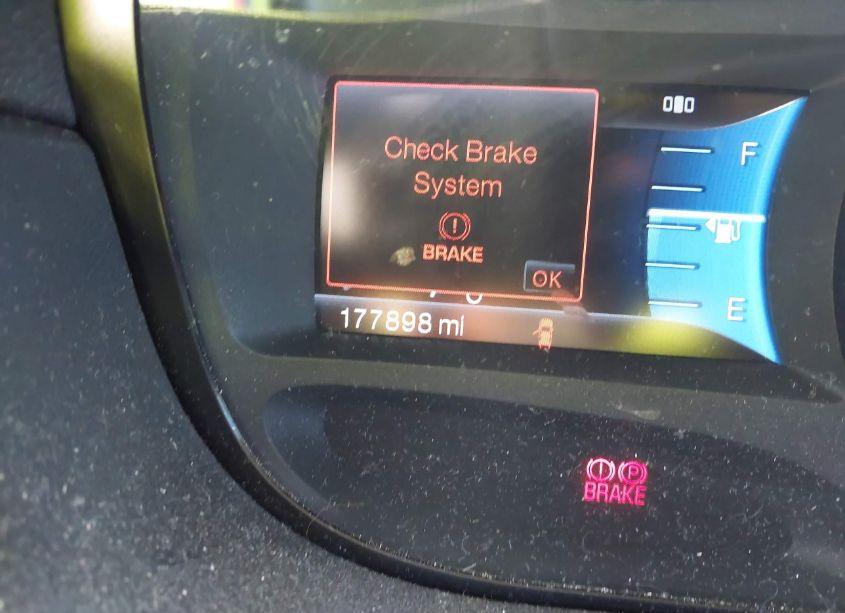 Check Brake
System
BRAKE
OK
F
E
177898 mi
P
BRAKE